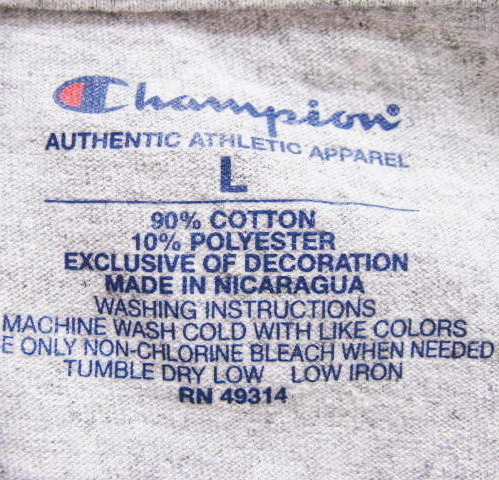 Champion®
AUTHENTIC ATHLETIC APPAREL
L
90% COTTON
10% POLYESTER
EXCLUSIVE OF DECORATION
MADE IN NICARAGUA
WASHING INSTRUCTIONS
MACHINE WASH COLD WITH LIKE COLORS
E ONLY NON-CHLORINE BLEACH WHEN NEEDED
TUMBLE DRY LOW LOW IRON
RN 49314